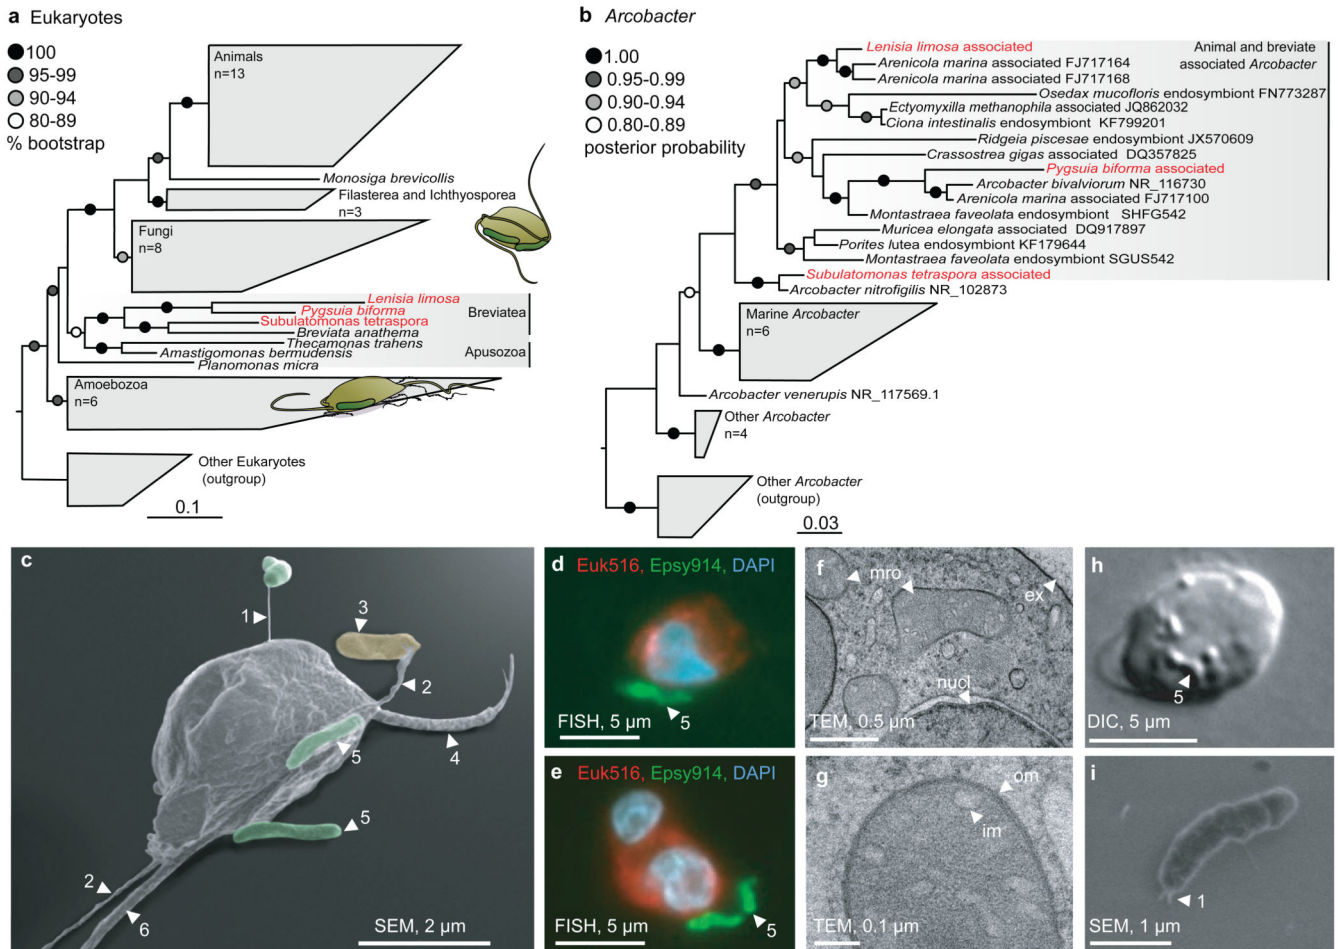 a Eukaryotes
100
95-99
90-94
80-89
% bootstrap
Animals
n=13
Monosiga brevicollis
Filasterea and Ichthyosporea
n=3
Fungi
n=8
Lenisia limosa
Pygsuia biforma
Subulatomonas tetraspora
Breviata anathema
Breviatea
Thecamonas trahens
Amastigomonas bermudensis
Apusozoa
Planomonas micra
Amoebozoa
n=6
Other Eukaryotes
(outgroup)
0.1
b Arcobacter
1.00
0.95-0.99
0.90-0.94
0.80-0.89
posterior probability
Lenisia limosa associated
Animal and breviate
associated Arcobacter
Arenicola marina associated FJ717164
Arenicola marina associated FJ717168
Osedax mucofloris endosymbiont FN773287
Ectyomyxilla methanophila associated JQ862032
Ciona intestinalis endosymbiont KF799201
Ridgeia piscesae endosymbiont JX570609
Crassostrea gigas associated DQ357825
Pygsuia biforma associated
Arcobacter bivalviorum NR_116730
Arenicola marina associated FJ717100
Montastraea faveolata endosymbiont SHFG542
Muricea elongata associated DQ917897
Porites lutea endosymbiont KF179644
Montastraea faveolata endosymbiont SGUS542
Subulatomonas tetraspora associated
Arcobacter nitrofigilis NR_102873
Marine Arcobacter
n=6
Arcobacter venerupis NR_117569.1
Other Arcobacter
n=4
Other Arcobacter
(outgroup)
0.03
c
1
3
2
4
5
5
2
6
SEM, 2 µm
d Euk516, Epsy914, DAPI
5
FISH, 5 µm
e Euk516, Epsy914, DAPI
5
FISH, 5 µm
f
mro
ex
nucl
TEM, 0.5 µm
g
om
im
TEM, 0.1 µm
h
5
DIC, 5 µm
i
1
SEM, 1 µm